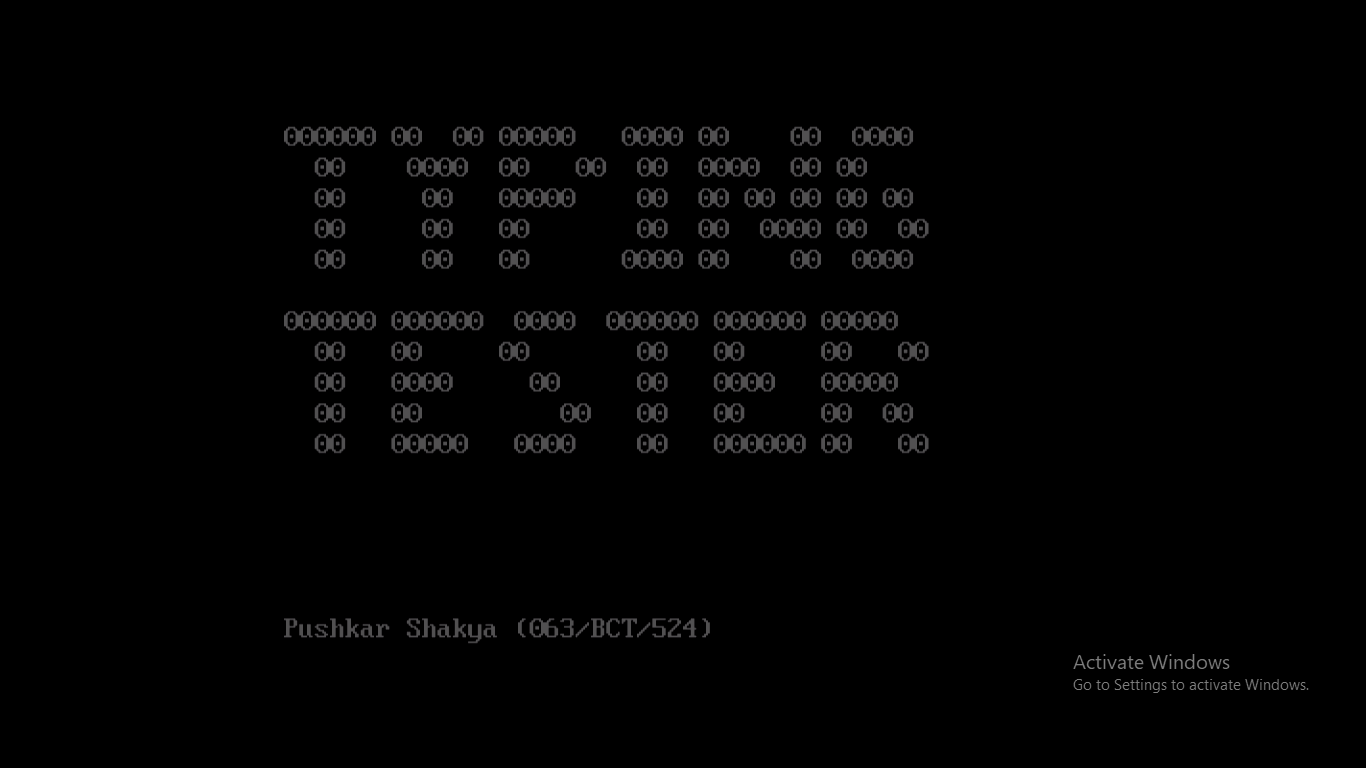 TYPING
TESTER
Pushkar Shakya (063/BCT/524)
Activate Windows
Go to Settings to activate Windows.